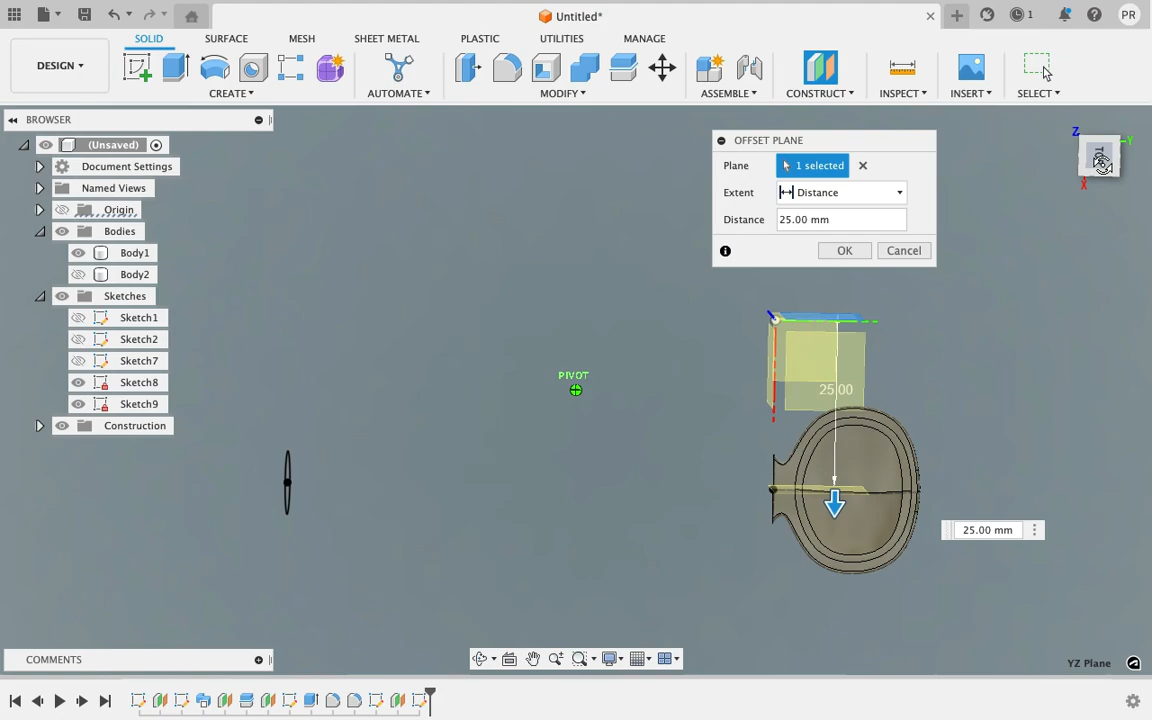 Untitled*
PR
DESIGN
SOLID
SURFACE
MESH
SHEET METAL
PLASTIC
UTILITIES
MANAGE
CREATE
AUTOMATE
MODIFY
ASSEMBLE
CONSTRUCT
INSPECT
INSERT
SELECT
BROWSER
(Unsaved)
Document Settings
Named Views
Origin
Bodies
Body1
Body2
Sketches
Sketch1
Sketch2
Sketch7
Sketch8
Sketch9
Construction
OFFSET PLANE
Plane
1 selected
Extent
Distance
Distance
25.00 mm
OK
Cancel
Z
Y
X
PIVOT
25.00
25.00 mm
COMMENTS
YZ Plane